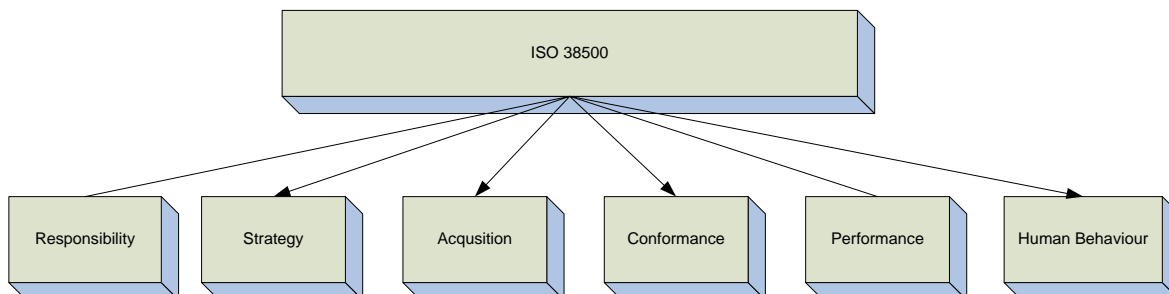 ISO 38500
Responsibility
Strategy
Acqusition
Conformance
Performance
Human Behaviour